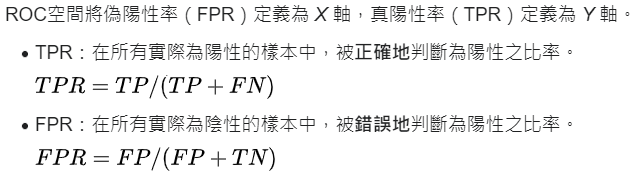 ROC空間將偽陽性率（FPR）定義為 X 軸，真陽性率（TPR）定義為 Y 軸。
• TPR：在所有實際為陽性的樣本中，被正確地判斷為陽性之比率。
TPR = TP/(TP + FN)
• FPR：在所有實際為陰性的樣本中，被錯誤地判斷為陽性之比率。
FPR = FP/(FP + TN)